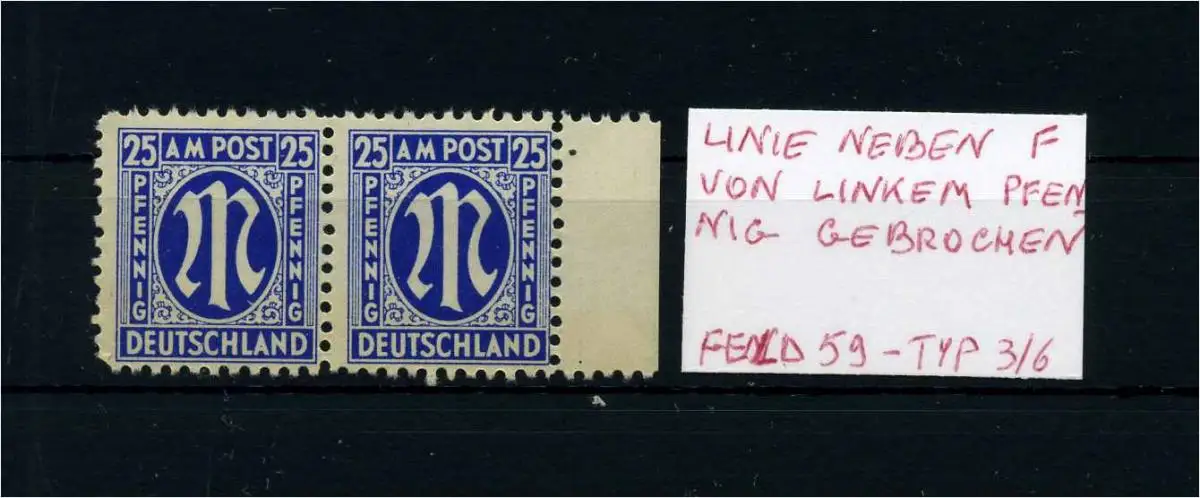 25 AM POST 25
PFENNIG
PFENNIG
DEUTSCHLAND
25 AM POST 25
PFENNIG
PFENNIG
DEUTSCHLAND
LINIE NEBEN F
VON LINKEM PFEN
NIG GEBROCHEN
FELD 59 - TYP 3/6